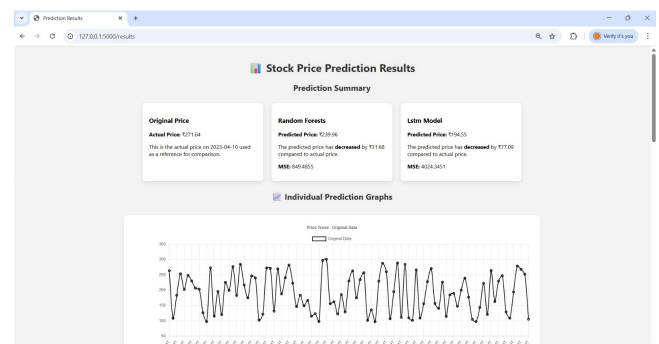 Prediction Results
127.0.0.1:5000/results
Verify it's you
Stock Price Prediction Results
Prediction Summary
Original Price
Actual Price: ₹271.64
This is the actual price on 2023-04-10 used
as a reference for comparison.
Random Forests
Predicted Price: ₹239.96
The predicted price has decreased by ₹31.68
compared to actual price.
MSE: 849.4855
Lstm Model
Predicted Price: ₹194.55
The predicted price has decreased by ₹77.09
compared to actual price.
MSE: 4024.3451
Individual Prediction Graphs
Price Trend - Original Data
Original Data
350
300
250
200
150
100
50